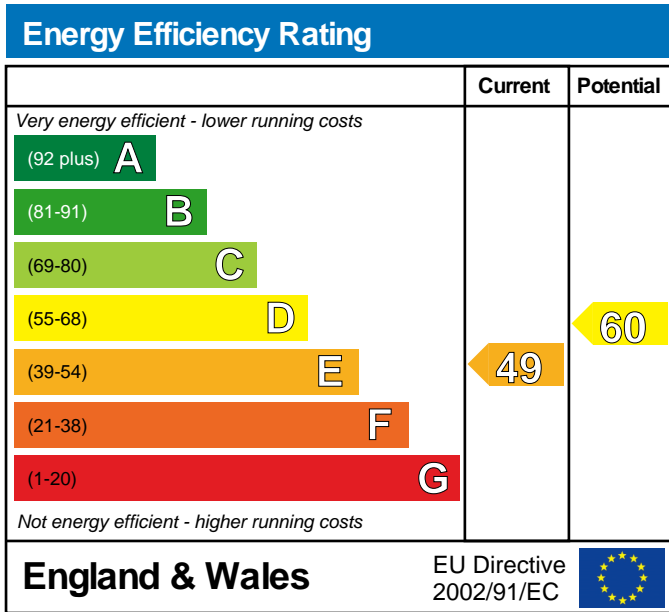 Energy Efficiency Rating
Current Potential
Very energy efficient - lower running costs
(92 plus) A
(81-91) B
(69-80) C
(55-68) D
60
(39-54) E
49
(21-38) F
(1-20) G
Not energy efficient - higher running costs
England & Wales
EU Directive
2002/91/EC